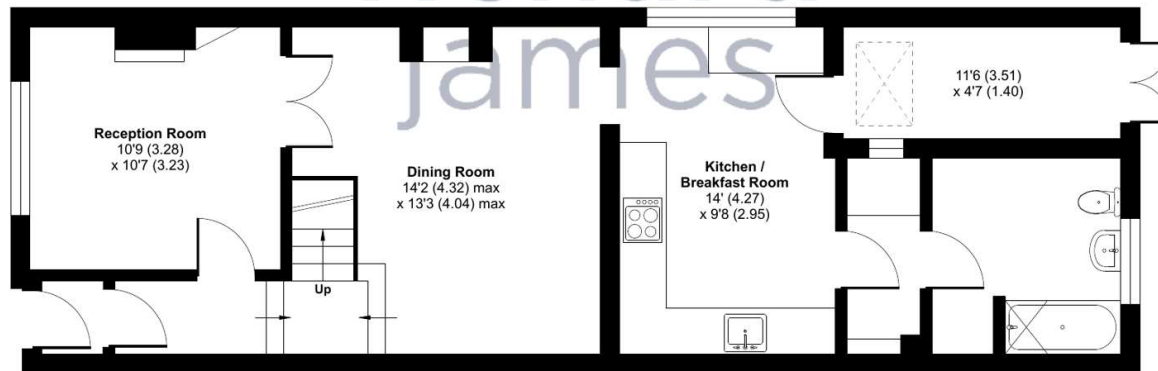 james
Reception Room
10'9 (3.28)
x 10'7 (3.23)
Dining Room
14'2 (4.32) max
x 13'3 (4.04) max
Kitchen /
Breakfast Room
14' (4.27)
x 9'8 (2.95)
11'6 (3.51)
x 4'7 (1.40)
Up